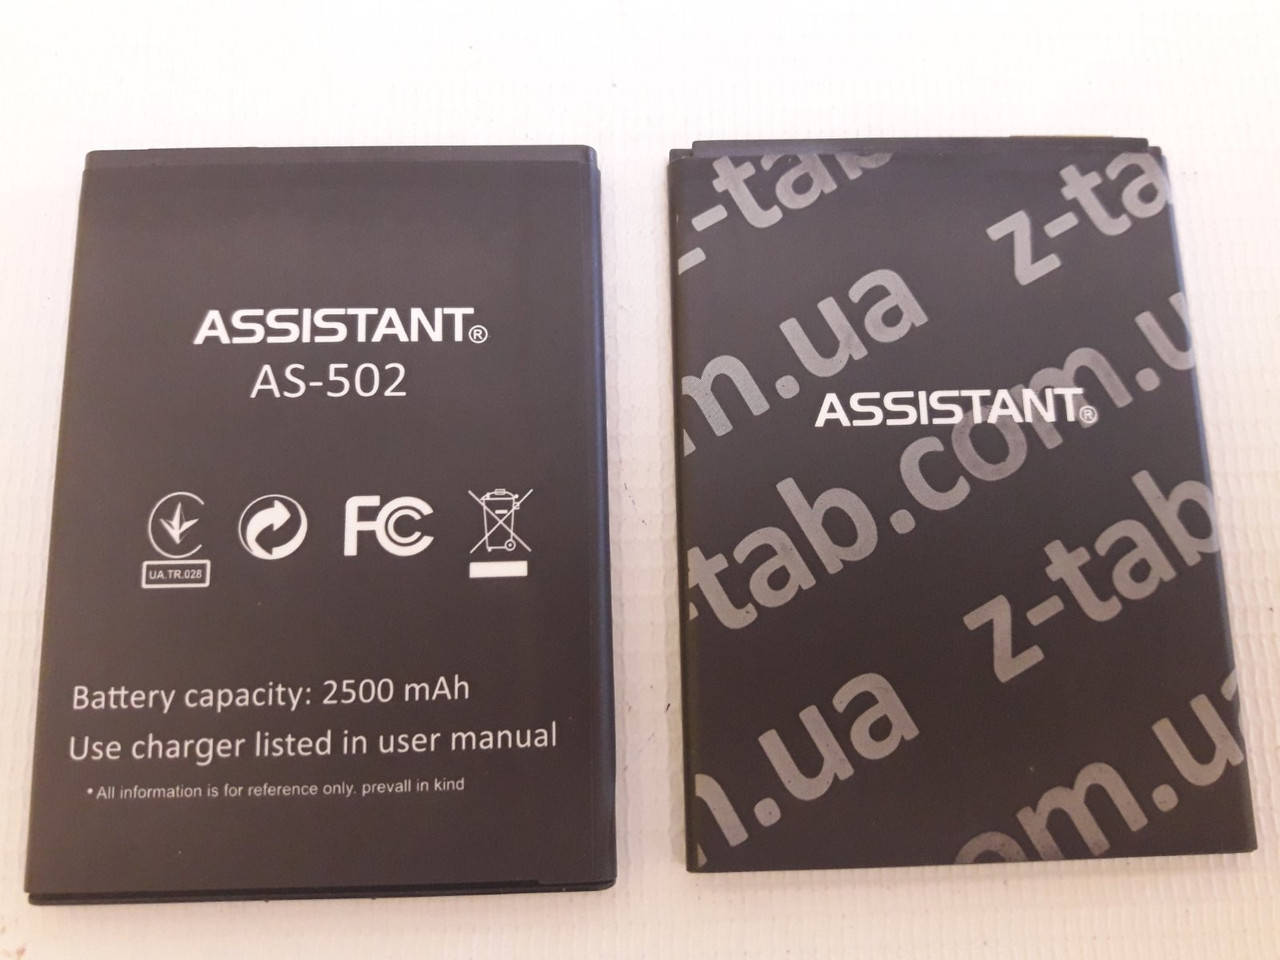 ASSISTANT®
AS-502
UA.TR.028
FC
Battery capacity: 2500 mAh
Use charger listed in user manual
* All information is for reference only. prevall in kind
z-tab
z-ta
m.ua
ASSISTANT®
tab.com.u
z-tab
.ua
om.ua